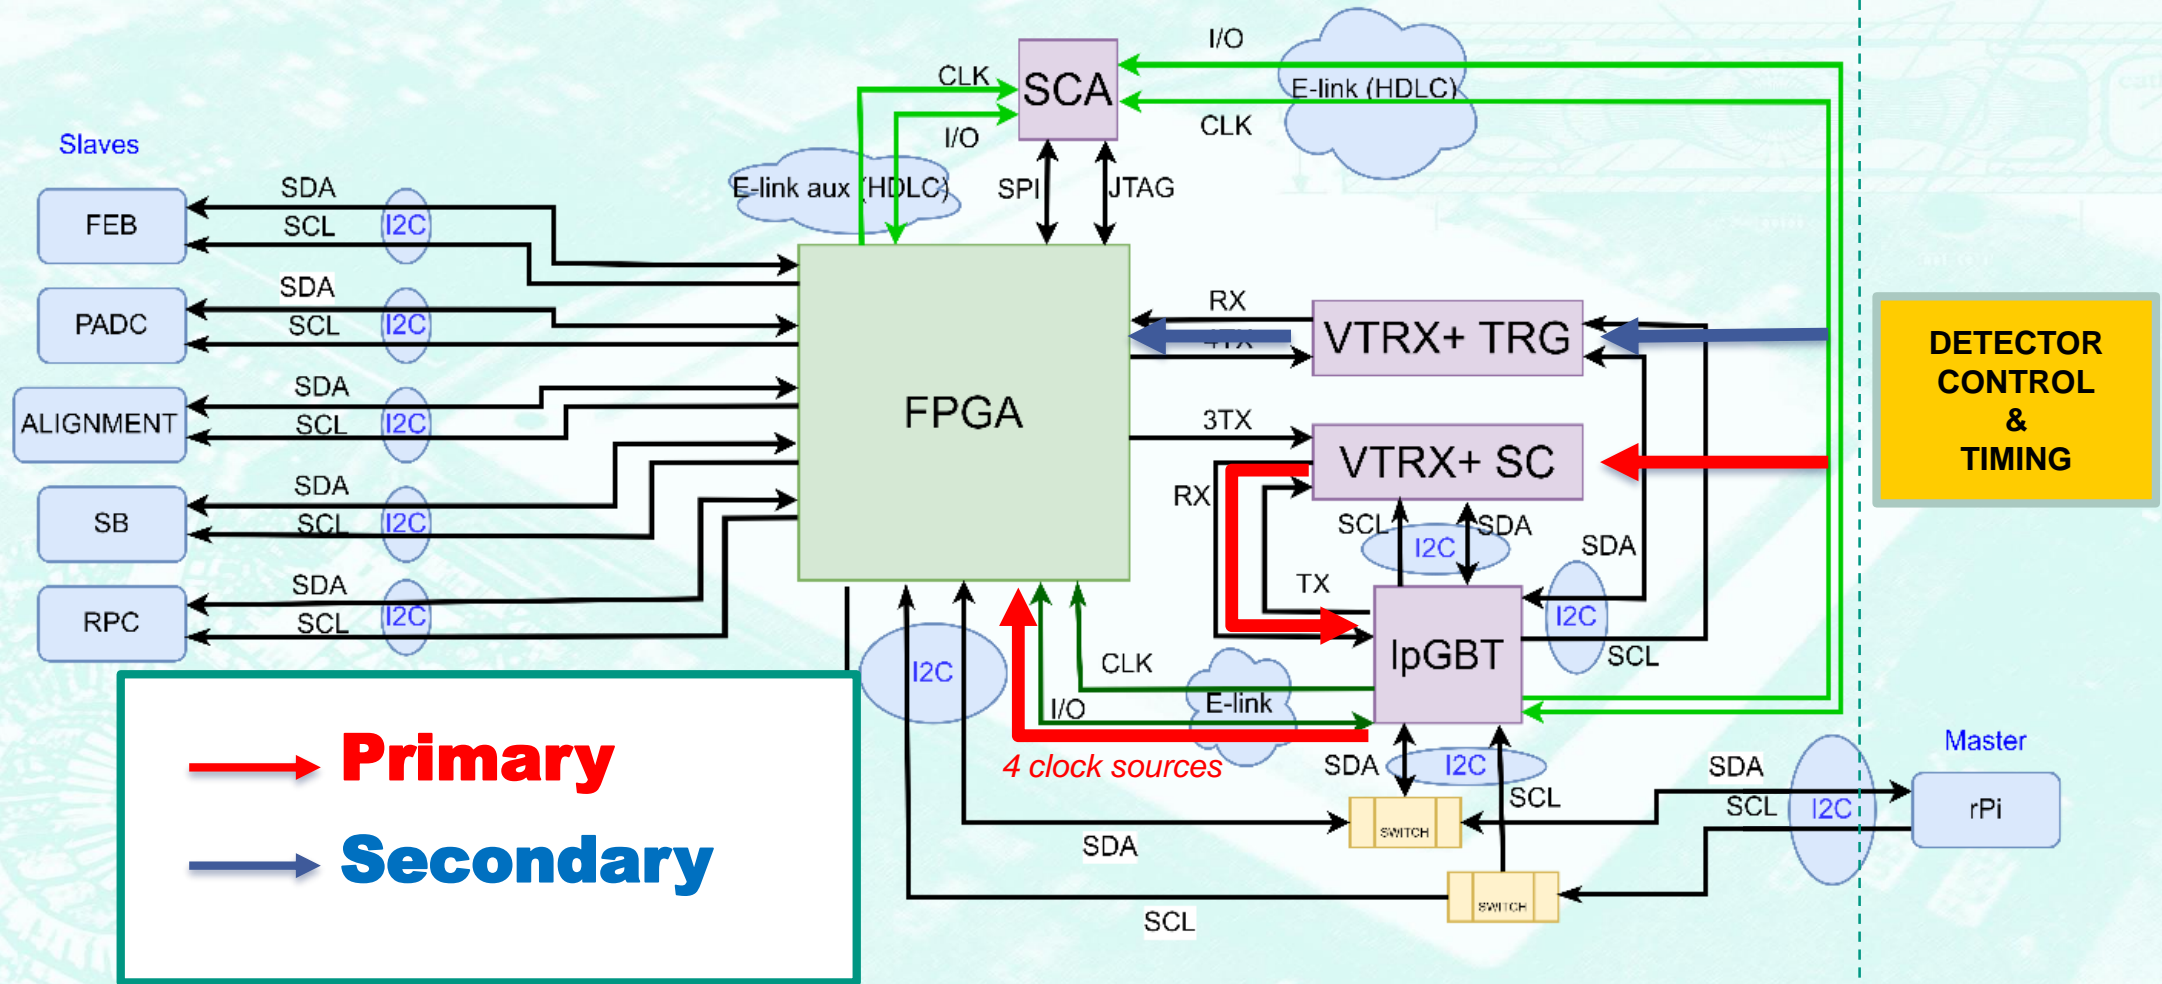 I/O
CLK
SCA
E-link (HDLC)
I/O
CLK
Slaves
E-link aux (HDLC)
SPI
JTAG
SDA
FEB
SCL
I2C
SDA
PADC
SCL
I2C
RX
VTRX+ TRG
4TX
DETECTOR
CONTROL
&
TIMING
SDA
ALIGNMENT
SCL
I2C
FPGA
3TX
VTRX+ SC
RX
SDA
SB
SCL
I2C
SCL
SDA
I2C
SDA
TX
SDA
RPC
SCL
I2C
I2C
lpGBT
SCL
I2C
CLK
E-link
I/O
4 clock sources
SDA
I2C
SCL
Primary
Secondary
SWITCH
SDA
SWITCH
SCL
Master
SDA
SCL
I2C
rPi